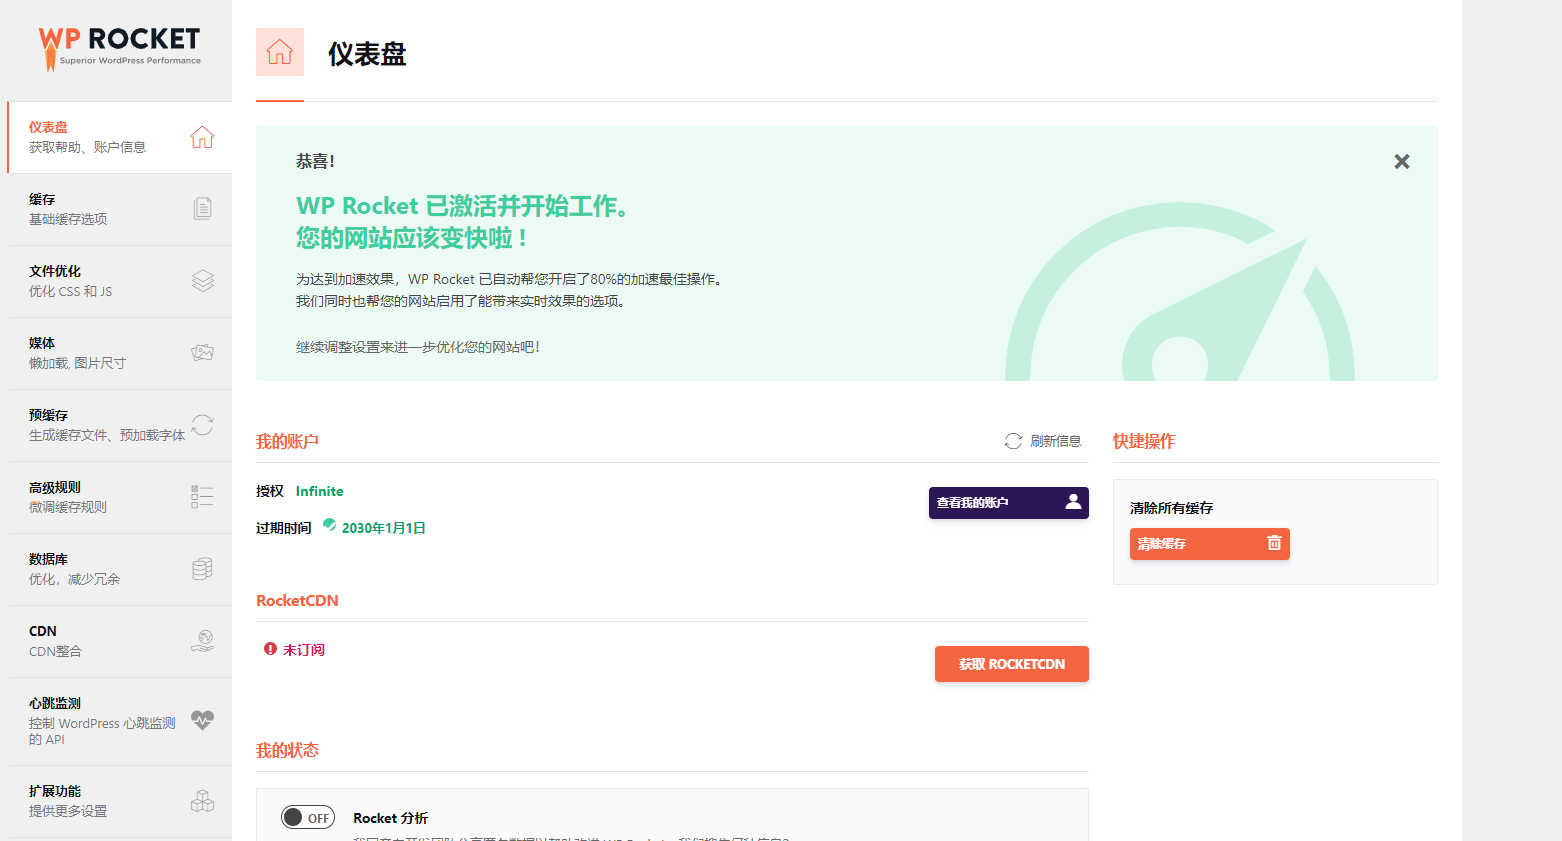 WP ROCKET
Superior WordPress Performance
仪表盘
获取帮助、账户信息
缓存
基础缓存选项
文件优化
优化 CSS 和 JS
媒体
懒加载, 图片尺寸
预缓存
生成缓存文件、预加载字体
高级规则
微调缓存规则
数据库
优化，减少冗余
CDN
CDN整合
心跳监测
控制 WordPress 心跳监测
的 API
扩展功能
提供更多设置
仪表盘
恭喜！
WP Rocket 已激活并开始工作。
您的网站应该变快啦！
为达到加速效果，WP Rocket 已自动帮您开启了80%的加速最佳操作。
我们同时也帮您的网站启用了能带来实时效果的选项。
继续调整设置来进一步优化您的网站吧！
我的账户
刷新信息
授权 Infinite
查看我的账户
过期时间 2030年1月1日
RocketCDN
未订阅
获取 ROCKETCDN
我的状态
OFF
Rocket 分析
快捷操作
清除所有缓存
清除缓存